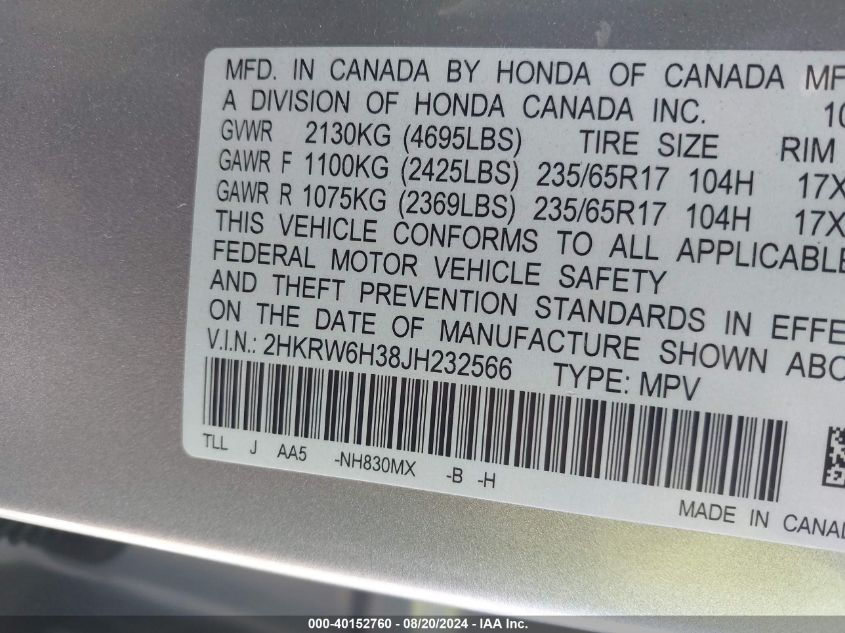 MFD. IN CANADA BY HONDA OF CANADA MF
A DIVISION OF HONDA CANADA INC. 10
GVWR 2130KG (4695LBS) TIRE SIZE RIM
GAWR F 1100KG (2425LBS) 235/65R17 104H 17X
GAWR R 1075KG (2369LBS) 235/65R17 104H 17X
THIS VEHICLE CONFORMS TO ALL APPLICABLE
FEDERAL MOTOR VEHICLE SAFETY
AND THEFT PREVENTION STANDARDS IN EFFE
ON THE DATE OF MANUFACTURE SHOWN ABO
V.I.N.: 2HKRW6H38JH232566 TYPE: MPV
TLL J AA5 -NH830MX -B -H
MADE IN CANAD
000-40152760 - 08/20/2024 - IAA Inc.